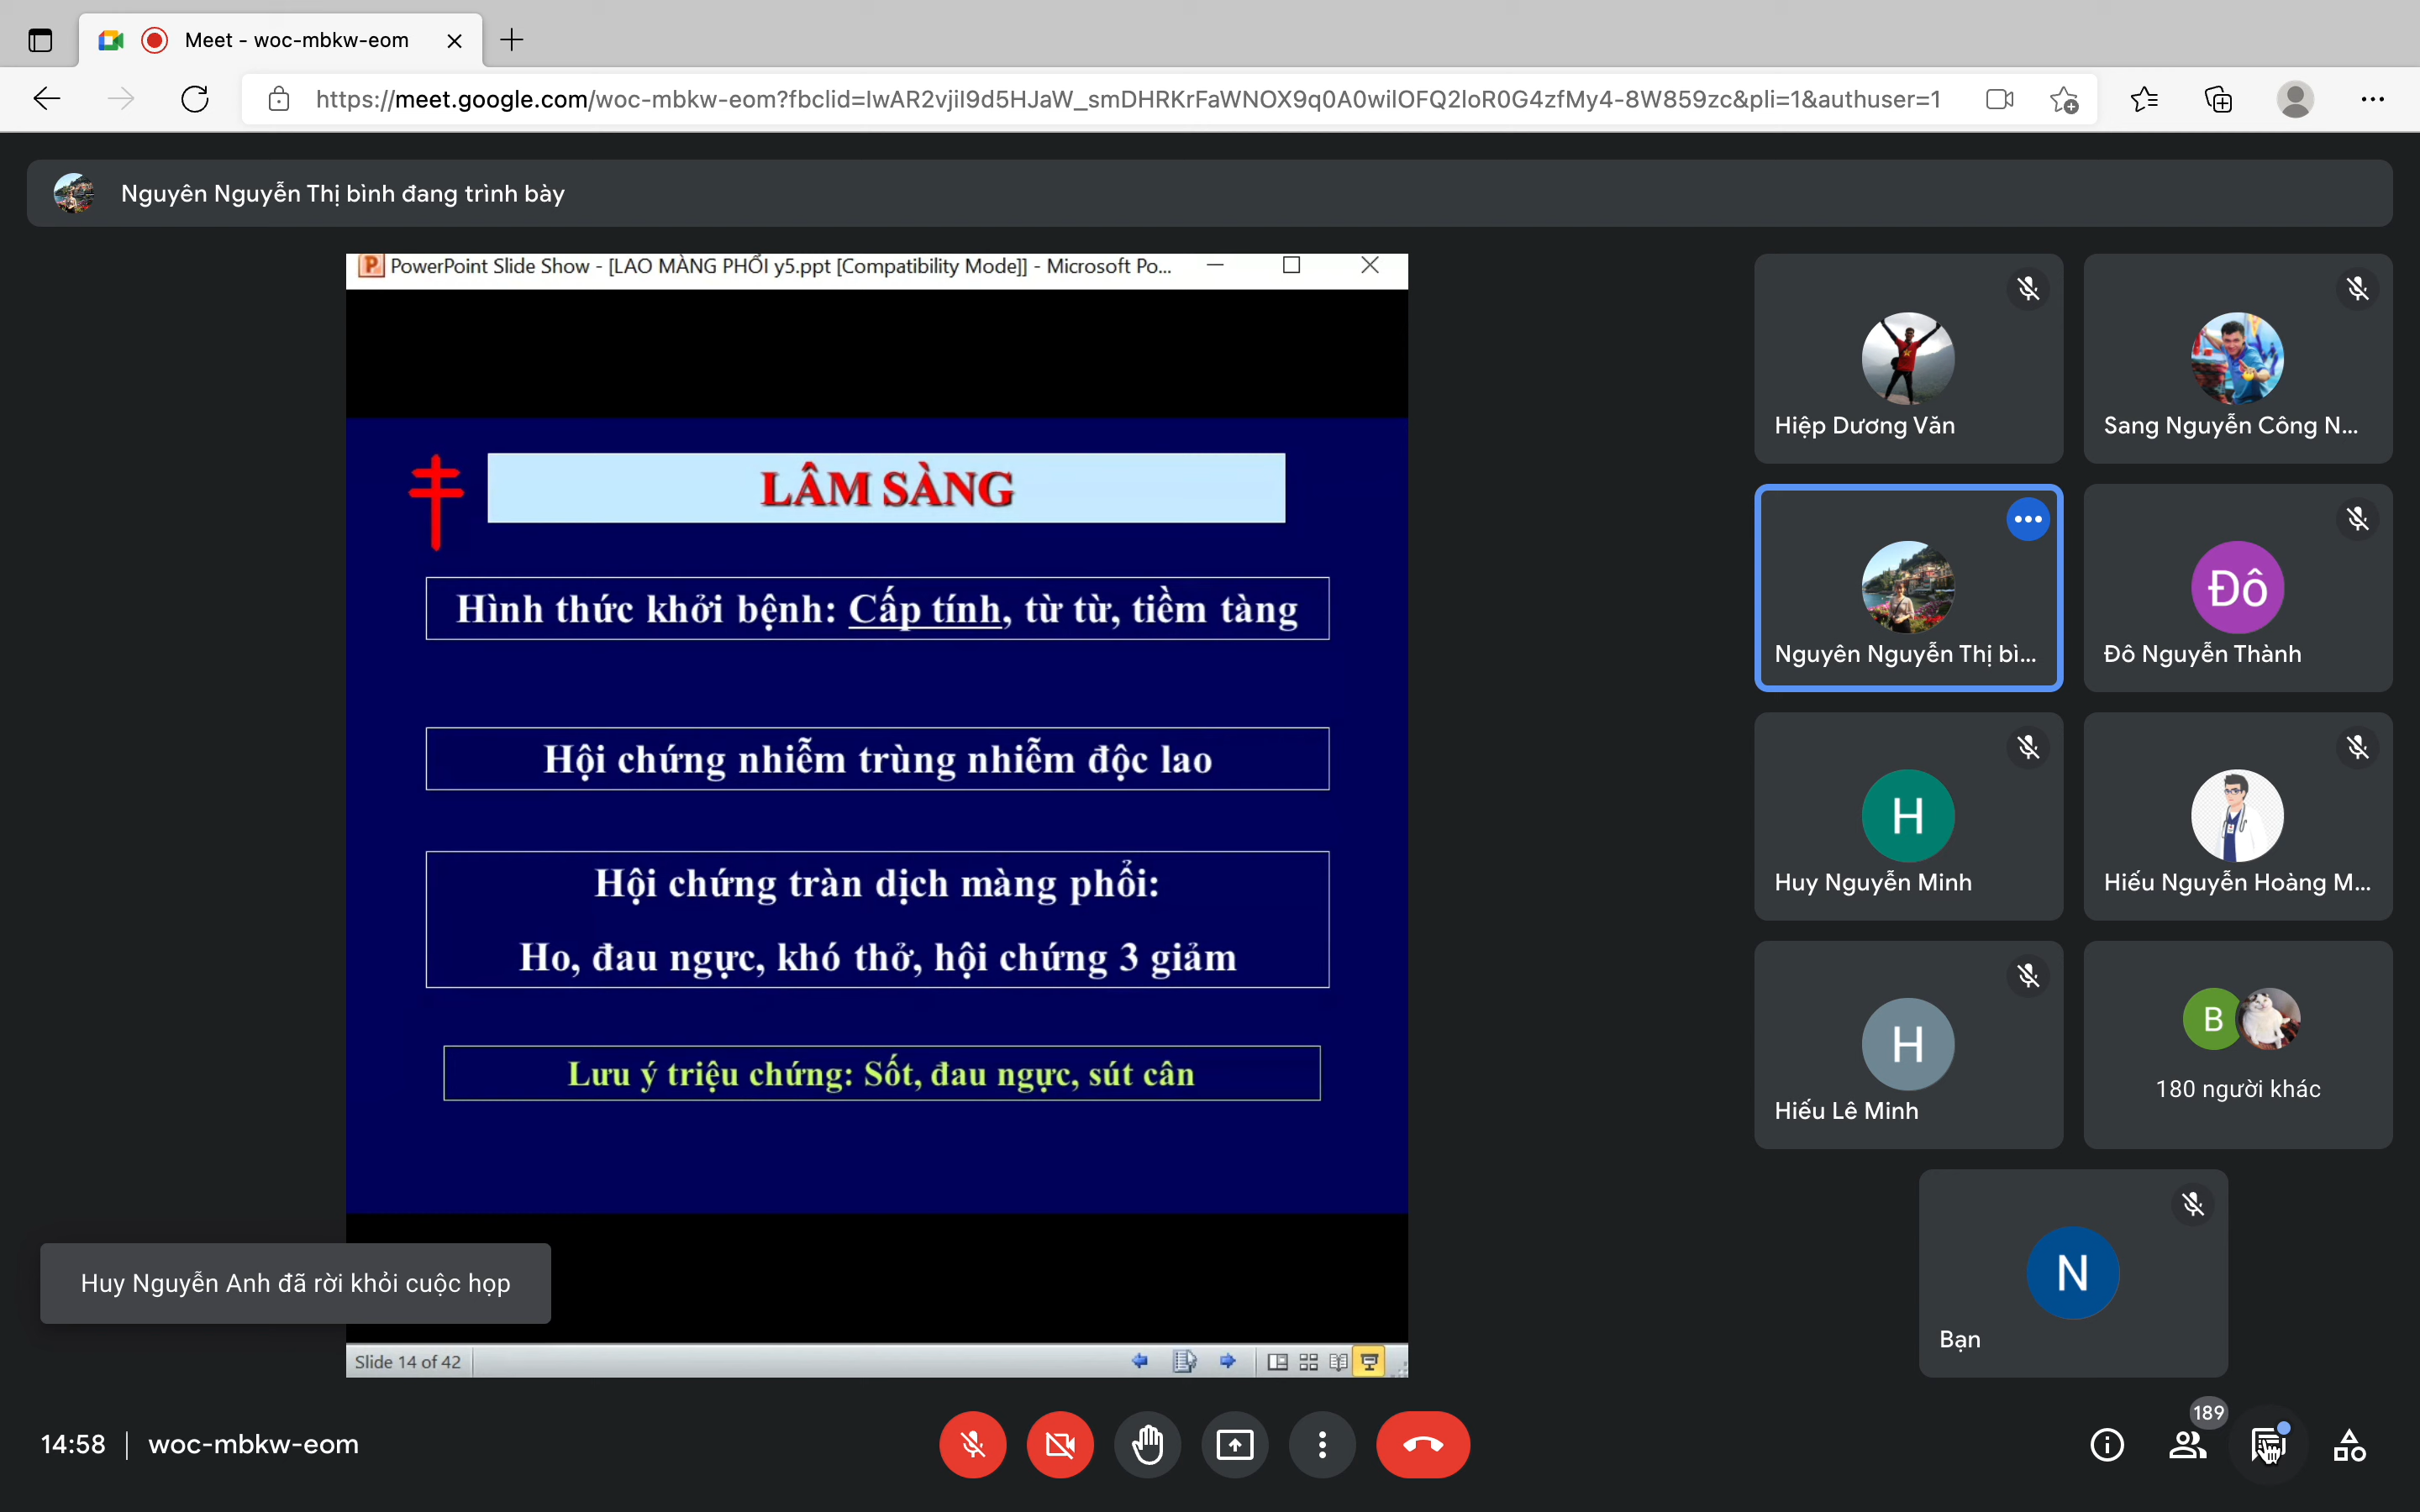 Meet - woc-mbkw-eom
https://meet.google.com/woc-mbkw-eom?fbclid=IwAR2vjiI9d5HJaW_smDHRKrFaWNOX9q0A0wilOFQ2loR0G4zfMy4-8W859zc&pli=1&authuser=1
Nguyên Nguyễn Thị bình đang trình bày
PowerPoint Slide Show - [LAO MÀNG PHỔI y5.ppt [Compatibility Mode]] - Microsoft Po...
LÂM SÀNG
Hình thức khởi bệnh: Cấp tính, từ từ, tiềm tàng
Hội chứng nhiễm trùng nhiễm độc lao
Hội chứng tràn dịch màng phổi:
Ho, đau ngực, khó thở, hội chứng 3 giảm
Lưu ý triệu chứng: Sốt, đau ngực, sút cân
Slide 14 of 42
Hiệp Dương Văn
Sang Nguyễn Công N...
Nguyên Nguyễn Thị bì...
Đô
Đô Nguyễn Thành
H
Huy Nguyễn Minh
Hiếu Nguyễn Hoàng M...
H
Hiếu Lê Minh
B
180 người khác
N
Bạn
Huy Nguyễn Anh đã rời khỏi cuộc họp
14:58 | woc-mbkw-eom
189